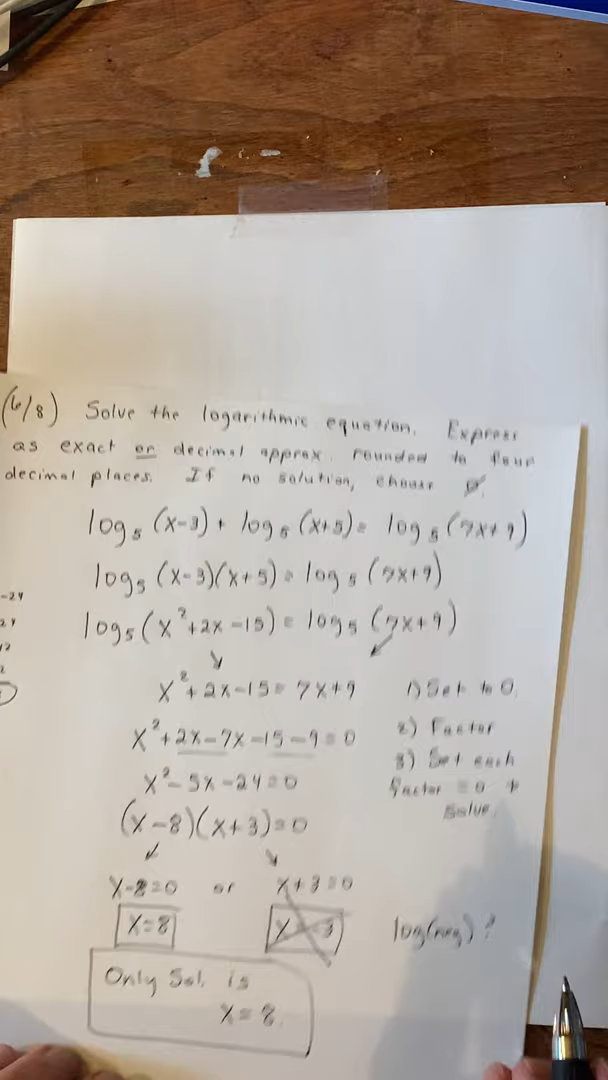 (6/8) Solve the logarithmic equation. Express
as exact or decimal approx. rounded to four
decimal places. If no solution, choose ∅.
log₅(x-3) + log₅(x+5) = log₅(7x+9)
log₅(x-3)(x+5) = log₅(7x+9)
log₅(x²+2x-15) = log₅(7x+9)
x²+2x-15 = 7x+9
1) Set to 0.
x²+2x-7x-15-9=0
2) Factor
3) Set each
factor = 0 +
solve.
x²-5x-24=0
(x-8)(x+3)=0
x-8=0 or x+3=0
x=8
x=-3
log(neg)?
Only Sol. is
x=8.
-24